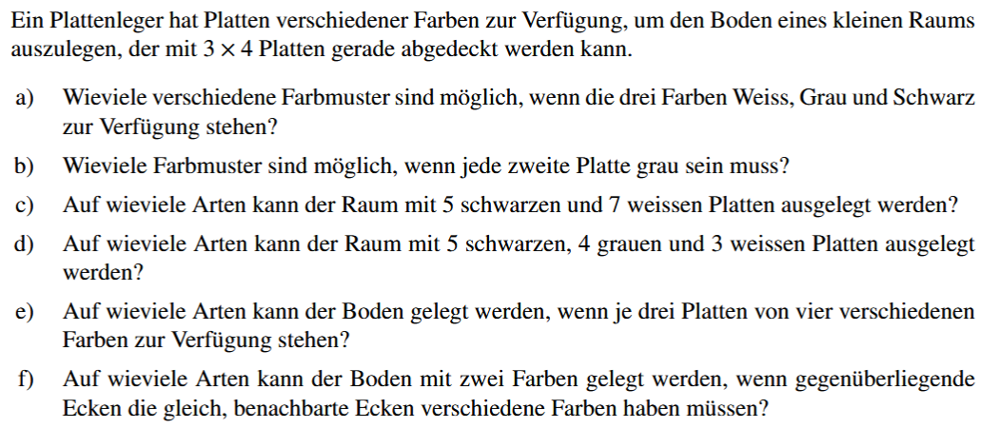 Ein Plattenleger hat Platten verschiedener Farben zur Verfügung, um den Boden eines kleinen Raums
auszulegen, der mit 3 × 4 Platten gerade abgedeckt werden kann.
a) Wieviele verschiedene Farbmuster sind möglich, wenn die drei Farben Weiss, Grau und Schwarz
zur Verfügung stehen?
b) Wieviele Farbmuster sind möglich, wenn jede zweite Platte grau sein muss?
c) Auf wieviele Arten kann der Raum mit 5 schwarzen und 7 weissen Platten ausgelegt werden?
d) Auf wieviele Arten kann der Raum mit 5 schwarzen, 4 grauen und 3 weissen Platten ausgelegt
werden?
e) Auf wieviele Arten kann der Boden gelegt werden, wenn je drei Platten von vier verschiedenen
Farben zur Verfügung stehen?
f) Auf wieviele Arten kann der Boden mit zwei Farben gelegt werden, wenn gegenüberliegende
Ecken die gleich, benachbarte Ecken verschiedene Farben haben müssen?